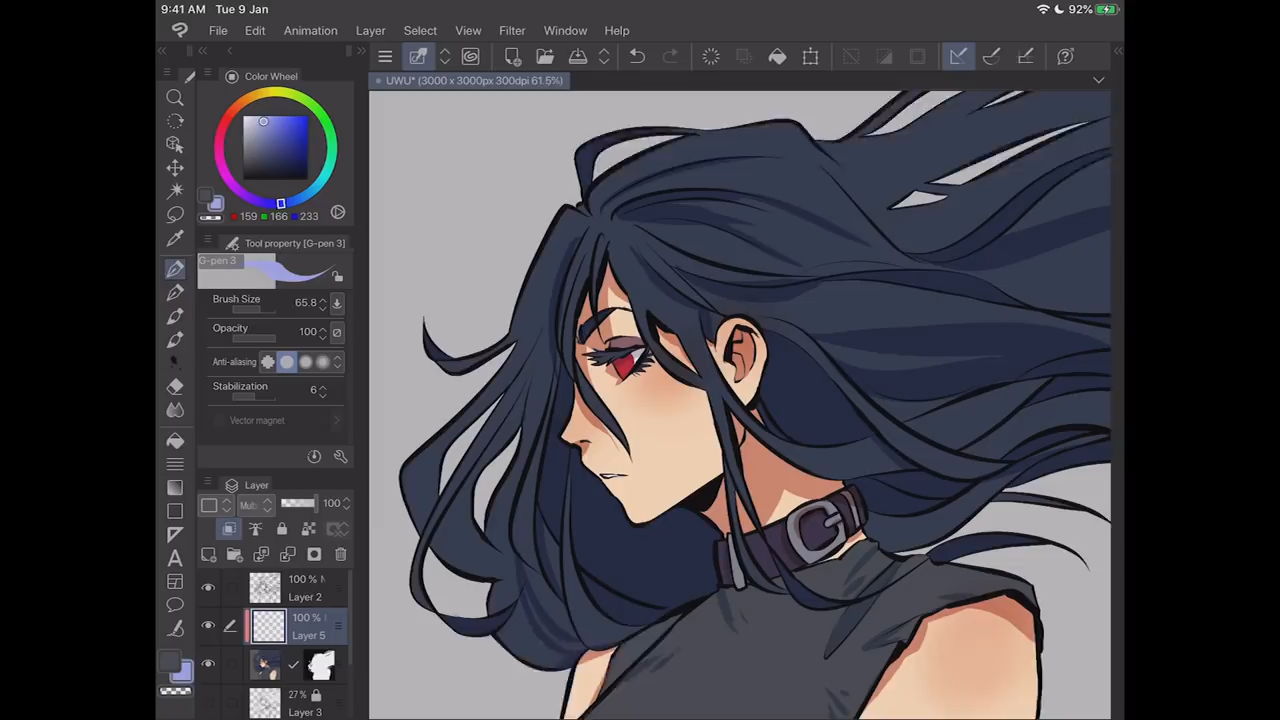 9:41 AM Tue 9 Jan 92%
File Edit Animation Layer Select View Filter Window Help
UWU* (3000 x 3000px 300dpi 61.5%)
Color Wheel
159 166 233
Tool property [G-pen 3]
G-pen 3
Brush Size 65.8
Opacity 100
Anti-aliasing
Stabilization 6
Vector magnet
Layer
Mult 100
100 %
Layer 2
100 %
Layer 5
27%
Layer 3